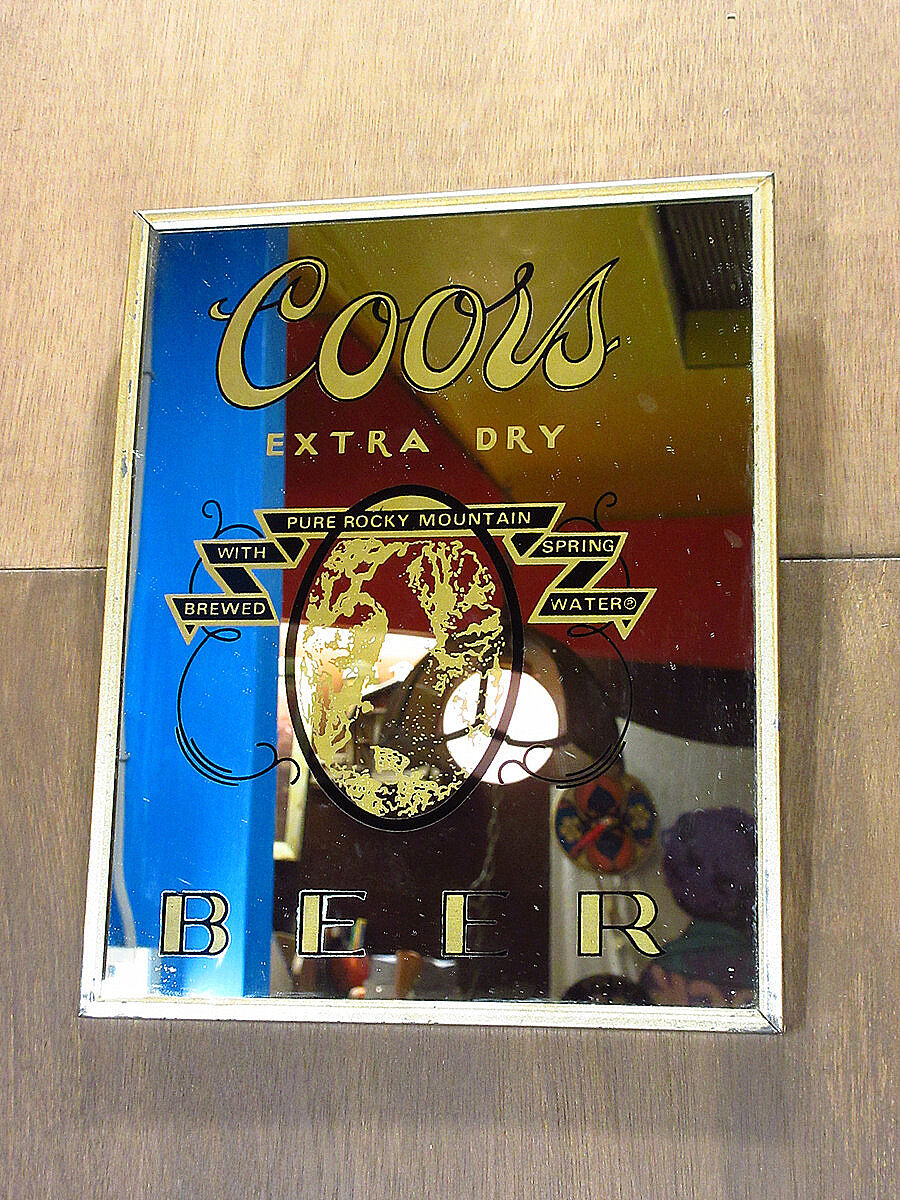 Coors
EXTRA DRY
BREWED WITH PURE ROCKY MOUNTAIN SPRING WATER®
BEER